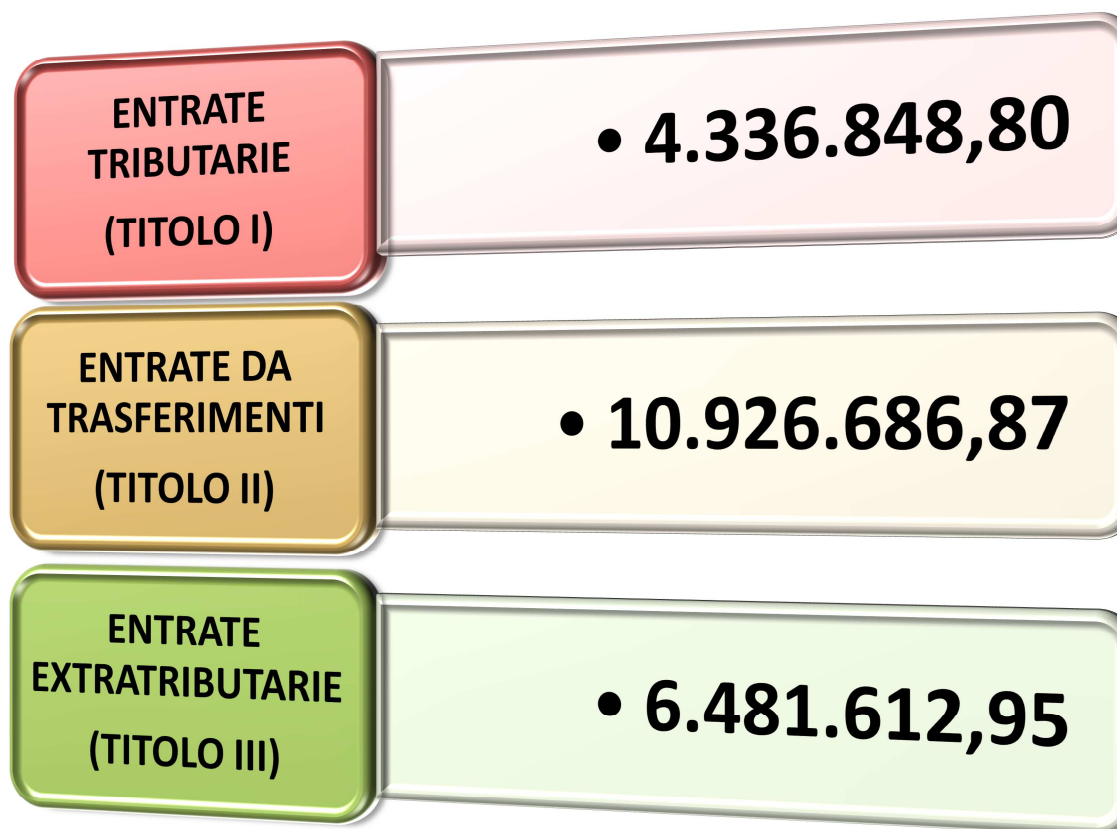 ENTRATE
TRIBUTARIE
(TITOLO I)
• 4.336.848,80
ENTRATE DA
TRASFERIMENTI
(TITOLO II)
• 10.926.686,87
ENTRATE
EXTRATRIBUTARIE
(TITOLO III)
• 6.481.612,95